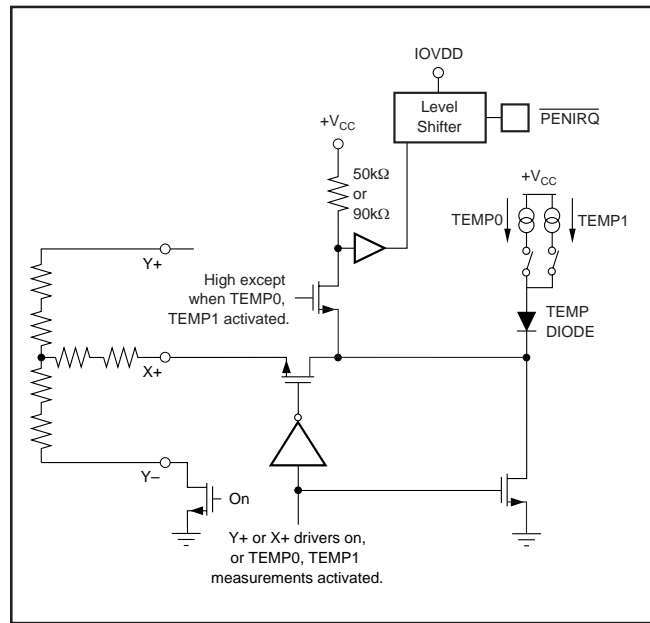 IOVDD
Level
Shifter
PENIRQ
+VCC
50kΩ
or
90kΩ
+VCC
TEMP0
TEMP1
Y+
High except
when TEMP0,
TEMP1 activated.
TEMP
DIODE
X+
Y–
On
Y+ or X+ drivers on,
or TEMP0, TEMP1
measurements activated.